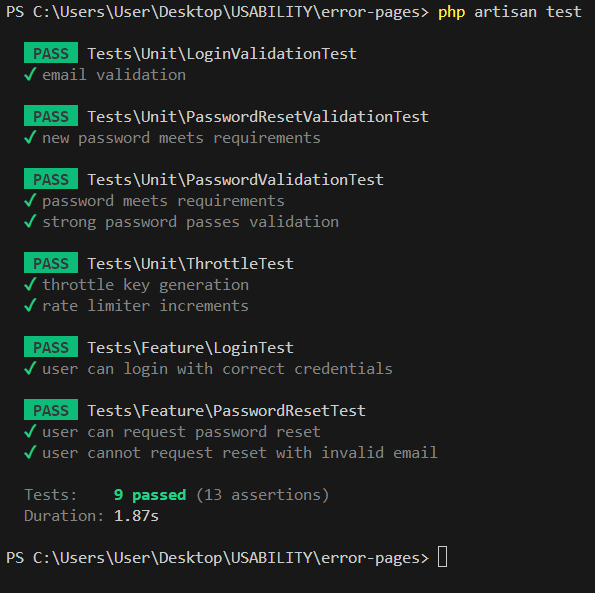 PS C:\Users\User\Desktop\USABILITY\error-pages> php artisan test
PASS Tests\Unit\LoginValidationTest
✓ email validation
PASS Tests\Unit\PasswordResetValidationTest
✓ new password meets requirements
PASS Tests\Unit\PasswordValidationTest
✓ password meets requirements
✓ strong password passes validation
PASS Tests\Unit\ThrottleTest
✓ throttle key generation
✓ rate limiter increments
PASS Tests\Feature\LoginTest
✓ user can login with correct credentials
PASS Tests\Feature\PasswordResetTest
✓ user can request password reset
✓ user cannot request reset with invalid email
Tests: 9 passed (13 assertions)
Duration: 1.87s
PS C:\Users\User\Desktop\USABILITY\error-pages>